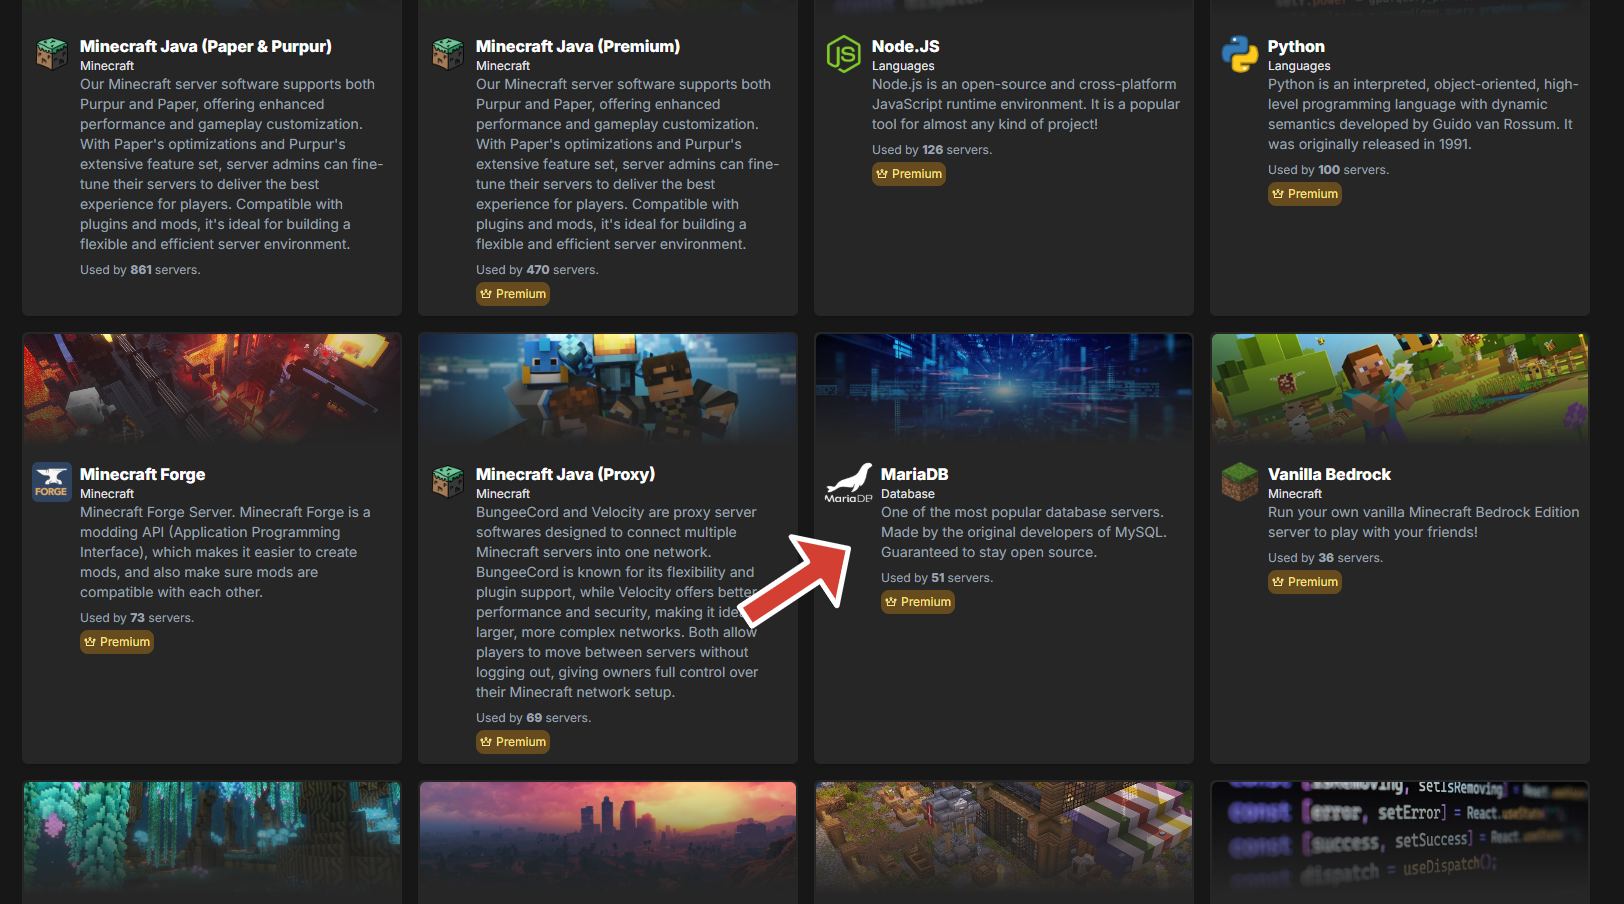 Minecraft Java (Paper & Purpur)
Minecraft
Our Minecraft server software supports both
Purpur and Paper, offering enhanced
performance and gameplay customization.
With Paper's optimizations and Purpur's
extensive feature set, server admins can fine-
tune their servers to deliver the best
experience for players. Compatible with
plugins and mods, it's ideal for building a
flexible and efficient server environment.
Used by 861 servers.
Minecraft Java (Premium)
Minecraft
Our Minecraft server software supports both
Purpur and Paper, offering enhanced
performance and gameplay customization.
With Paper's optimizations and Purpur's
extensive feature set, server admins can fine-
tune their servers to deliver the best
experience for players. Compatible with
plugins and mods, it's ideal for building a
flexible and efficient server environment.
Used by 470 servers.
Premium
JS
Node.JS
Languages
Node.js is an open-source and cross-platform
JavaScript runtime environment. It is a popular
tool for almost any kind of project!
Used by 126 servers.
Premium
Python
Languages
Python is an interpreted, object-oriented, high-
level programming language with dynamic
semantics developed by Guido van Rossum. It
was originally released in 1991.
Used by 100 servers.
Premium
FORGE
Minecraft Forge
Minecraft
Minecraft Forge Server. Minecraft Forge is a
modding API (Application Programming
Interface), which makes it easier to create
mods, and also make sure mods are
compatible with each other.
Used by 73 servers.
Premium
Minecraft Java (Proxy)
Minecraft
BungeeCord and Velocity are proxy server
softwares designed to connect multiple
Minecraft servers into one network.
BungeeCord is known for its flexibility and
plugin support, while Velocity offers better
performance and security, making it
larger, more complex networks. Both allow
players to move between servers without
logging out, giving owners full control over
their Minecraft network setup.
Used by 69 servers.
Premium
MariaDB
MariaDB
Database
One of the most popular database servers.
Made by the original developers of MySQL.
Guaranteed to stay open source.
Used by 51 servers.
Premium
Vanilla Bedrock
Minecraft
Run your own vanilla Minecraft Bedrock Edition
server to play with your friends!
Used by 36 servers.
Premium
setIsRemoving] = React
const [error, setError] = React.useState
const [success, setSuccess] = React
const dispatch = useDispatch();